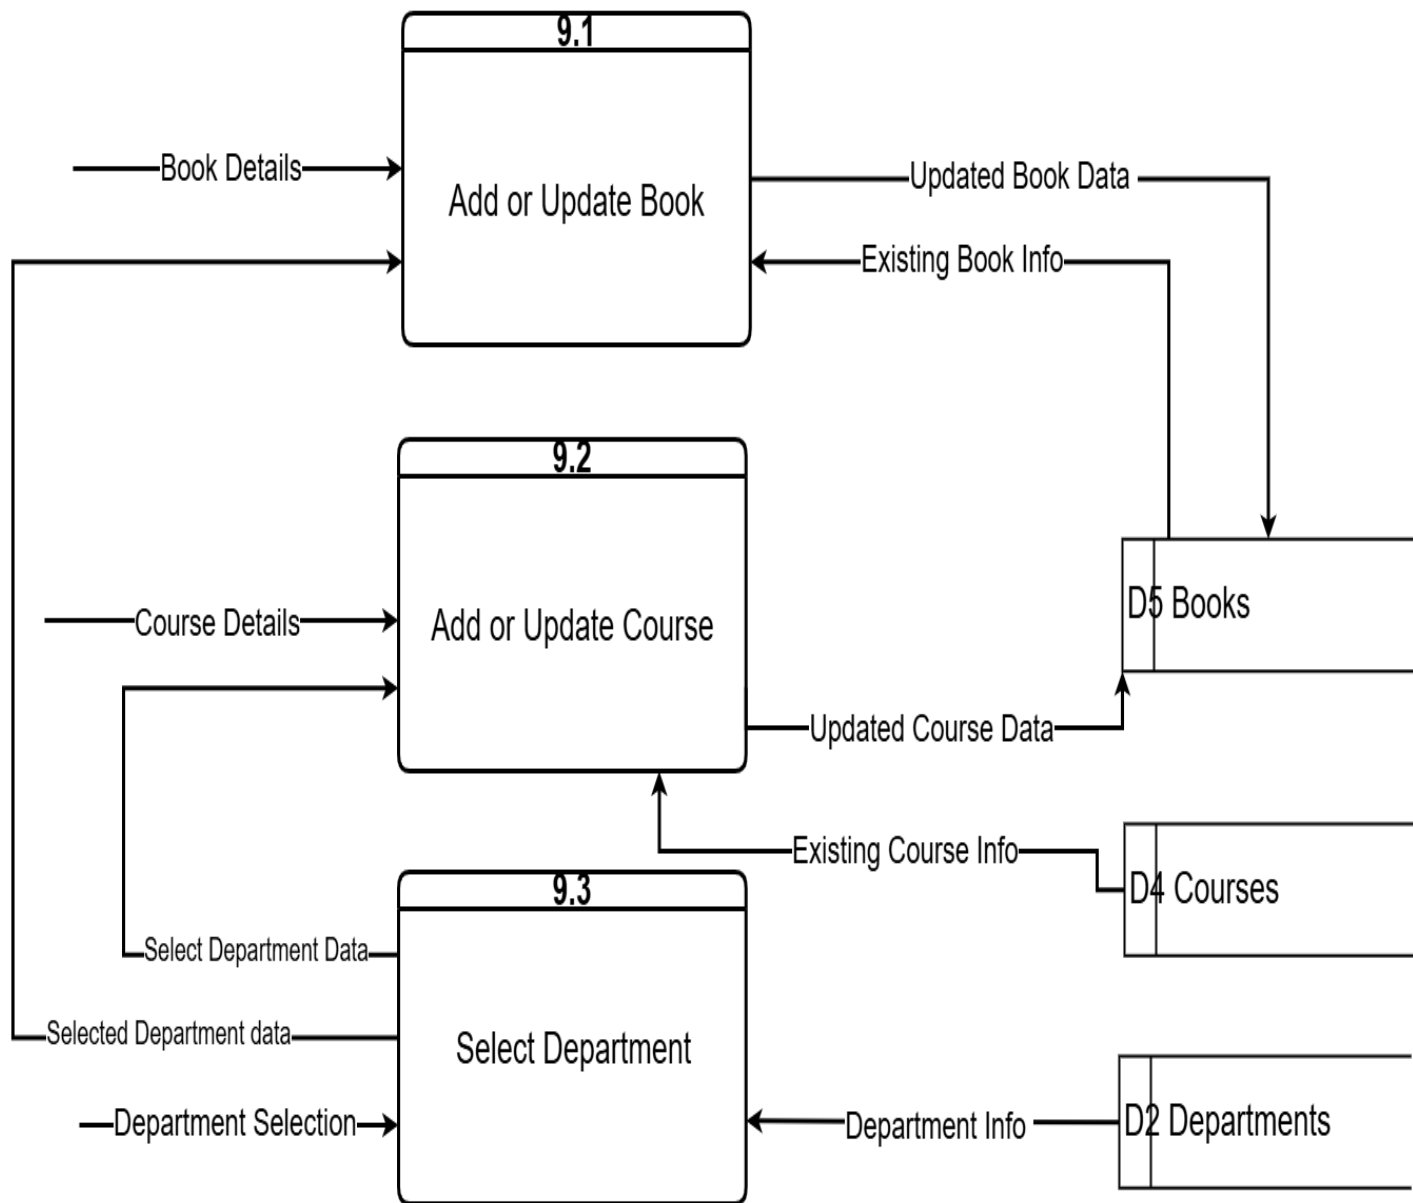 9.1
Book Details
Add or Update Book
Updated Book Data
Existing Book Info
9.2
Course Details
Add or Update Course
D5 Books
Updated Course Data
Existing Course Info
D4 Courses
9.3
Select Department Data
Selected Department data
Select Department
Department Selection
Department Info
D2 Departments